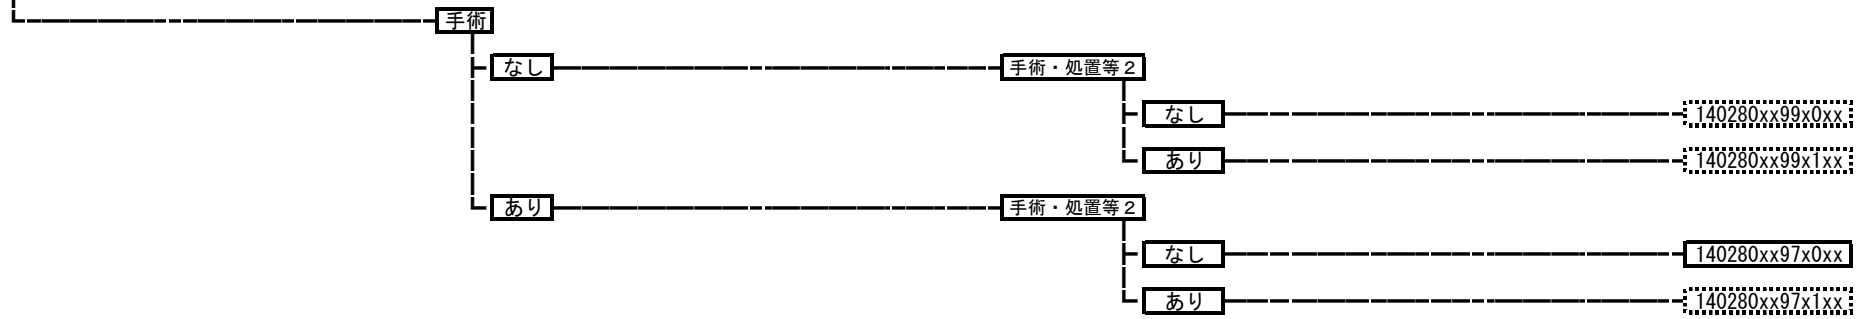 手術
なし 手術・処置等2
なし 140280xx99x0xx
あり 140280xx99x1xx
あり 手術・処置等2
なし 140280xx97x0xx
あり 140280xx97x1xx